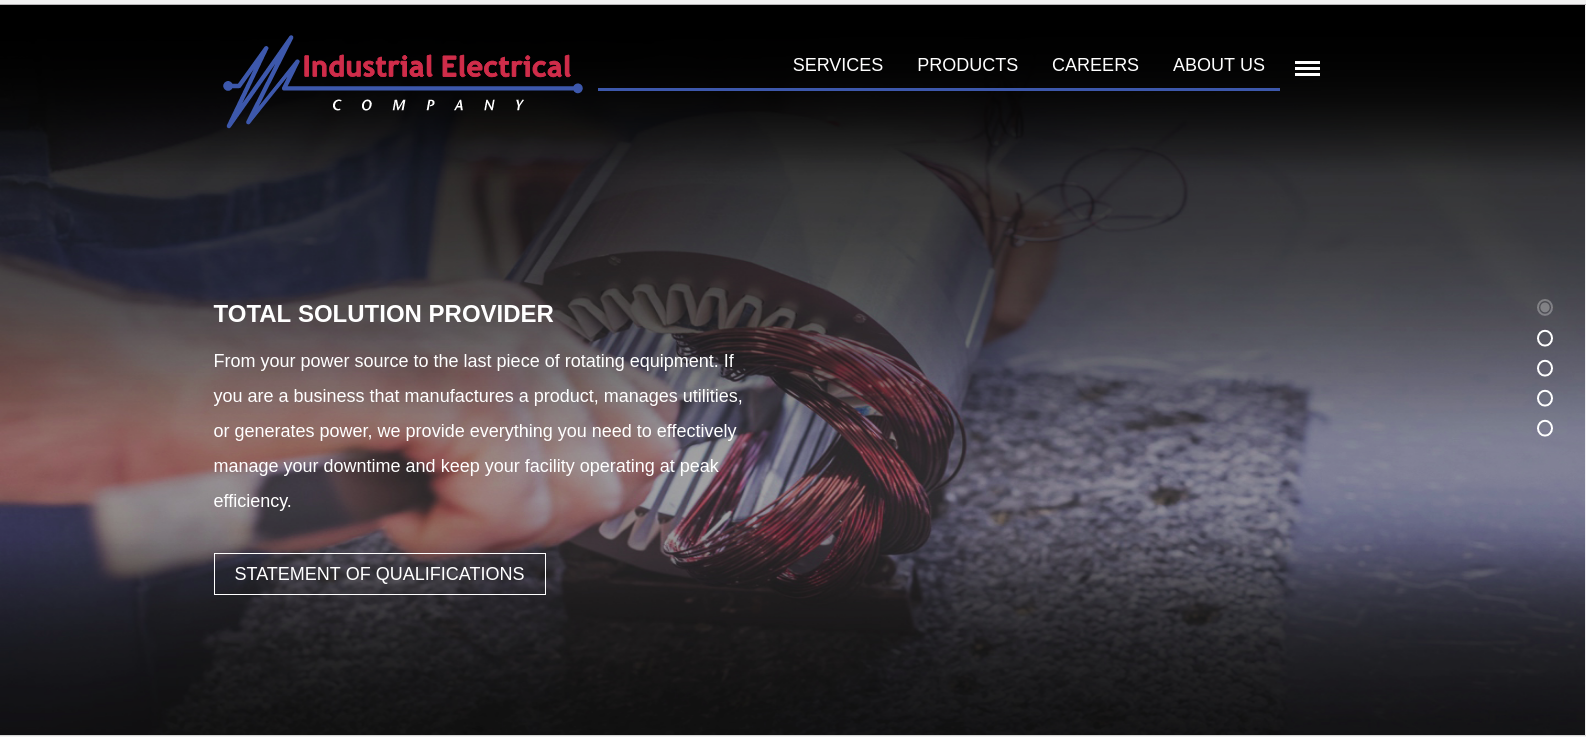 Industrial Electrical
COMPANY
SERVICES PRODUCTS CAREERS ABOUT US
TOTAL SOLUTION PROVIDER
From your power source to the last piece of rotating equipment. If
you are a business that manufactures a product, manages utilities,
or generates power, we provide everything you need to effectively
manage your downtime and keep your facility operating at peak
efficiency.
STATEMENT OF QUALIFICATIONS